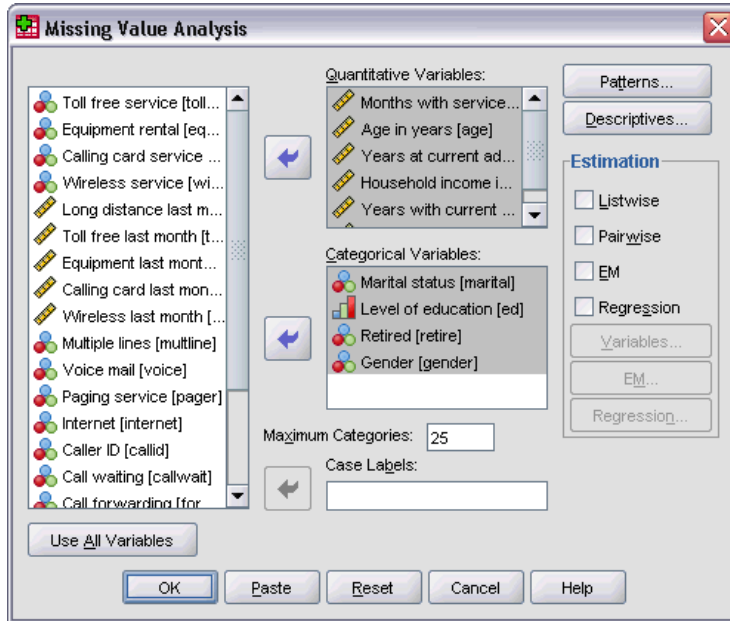 Missing Value Analysis
Toll free service [toll...
Equipment rental [eq...
Calling card service ...
Wireless service [wi...
Long distance last m...
Toll free last month [t...
Equipment last mont...
Calling card last mon...
Wireless last month [...
Multiple lines [multline]
Voice mail [voice]
Paging service [pager]
Internet [internet]
Caller ID [callid]
Call waiting [callwait]
Call forwarding [for
Use All Variables
Quantitative Variables:
Months with service...
Age in years [age]
Years at current ad...
Household income i...
Years with current ...
Categorical Variables:
Marital status [marital]
Level of education [ed]
Retired [retire]
Gender [gender]
Maximum Categories: 25
Case Labels:
Patterns...
Descriptives...
Estimation
Listwise
Pairwise
EM
Regression
Variables...
EM...
Regression...
OK
Paste
Reset
Cancel
Help